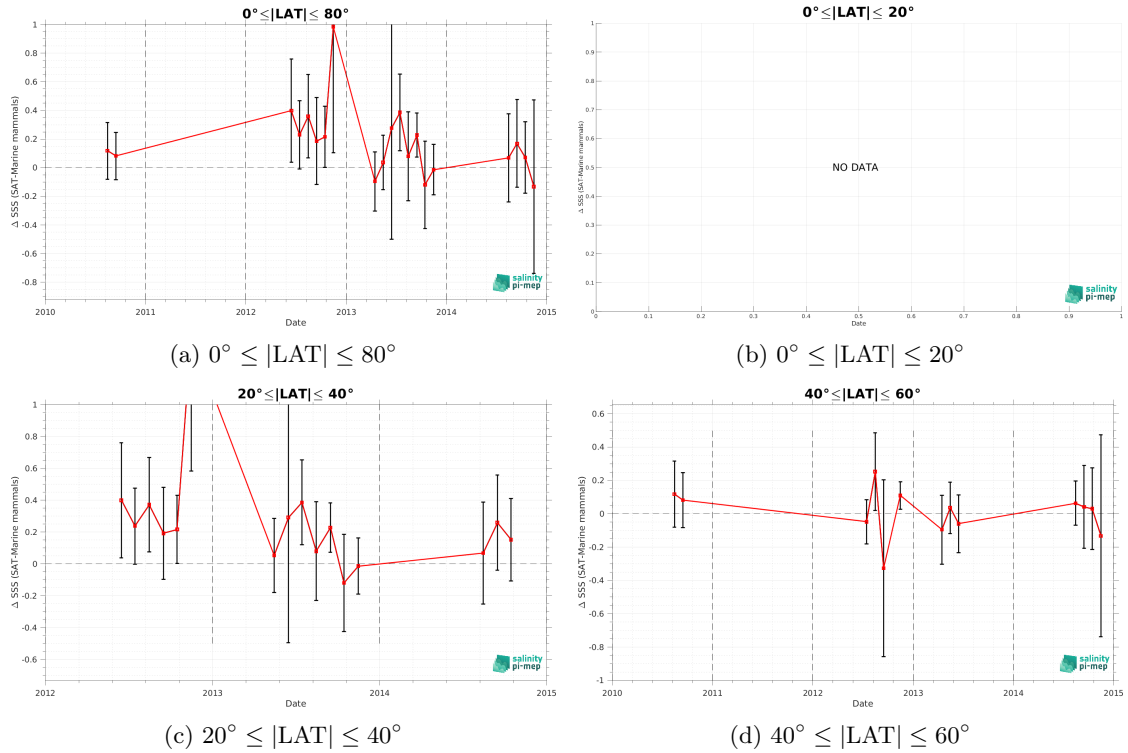 0°≤|LAT|≤ 80°
Δ SSS (SAT-Marine mammals)
1
0.8
0.6
0.4
0.2
0
-0.2
-0.4
-0.6
-0.8
2010 2011 2012 2013 2014 2015
Date
salinity
pi-mep
(a) 0° ≤ |LAT| ≤ 80°
0°≤|LAT|≤ 20°
Δ SSS (SAT-Marine mammals)
1
0.9
0.8
0.7
0.6
0.5
0.4
0.3
0.2
0.1
0
NO DATA
0 0.1 0.2 0.3 0.4 0.5 0.6 0.7 0.8 0.9 1
Date
salinity
pi-mep
(b) 0° ≤ |LAT| ≤ 20°
20°≤|LAT|≤ 40°
Δ SSS (SAT-Marine mammals)
1
0.8
0.6
0.4
0.2
0
-0.2
-0.4
-0.6
2012 2013 2014 2015
Date
salinity
pi-mep
(c) 20° ≤ |LAT| ≤ 40°
40°≤|LAT|≤ 60°
Δ SSS (SAT-Marine mammals)
0.6
0.4
0.2
0
-0.2
-0.4
-0.6
-0.8
-1
2010 2011 2012 2013 2014 2015
Date
salinity
pi-mep
(d) 40° ≤ |LAT| ≤ 60°